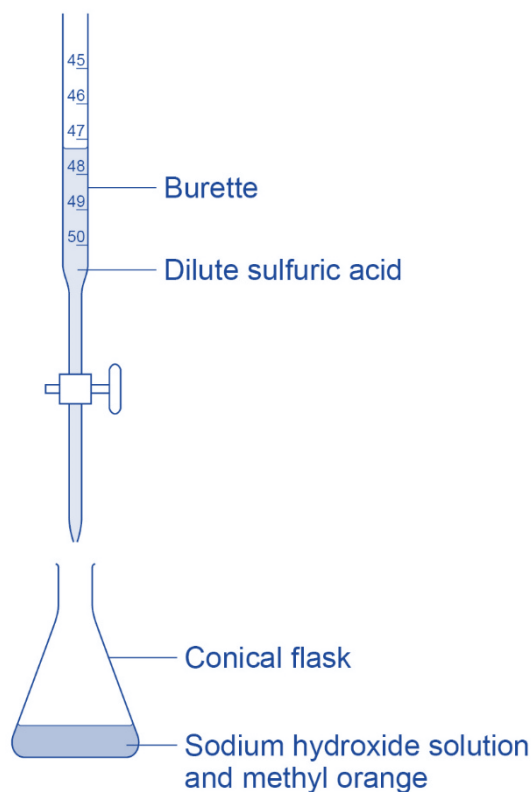 45
46
47
48
49
50
Burette
Dilute sulfuric acid
Conical flask
Sodium hydroxide solution
and methyl orange